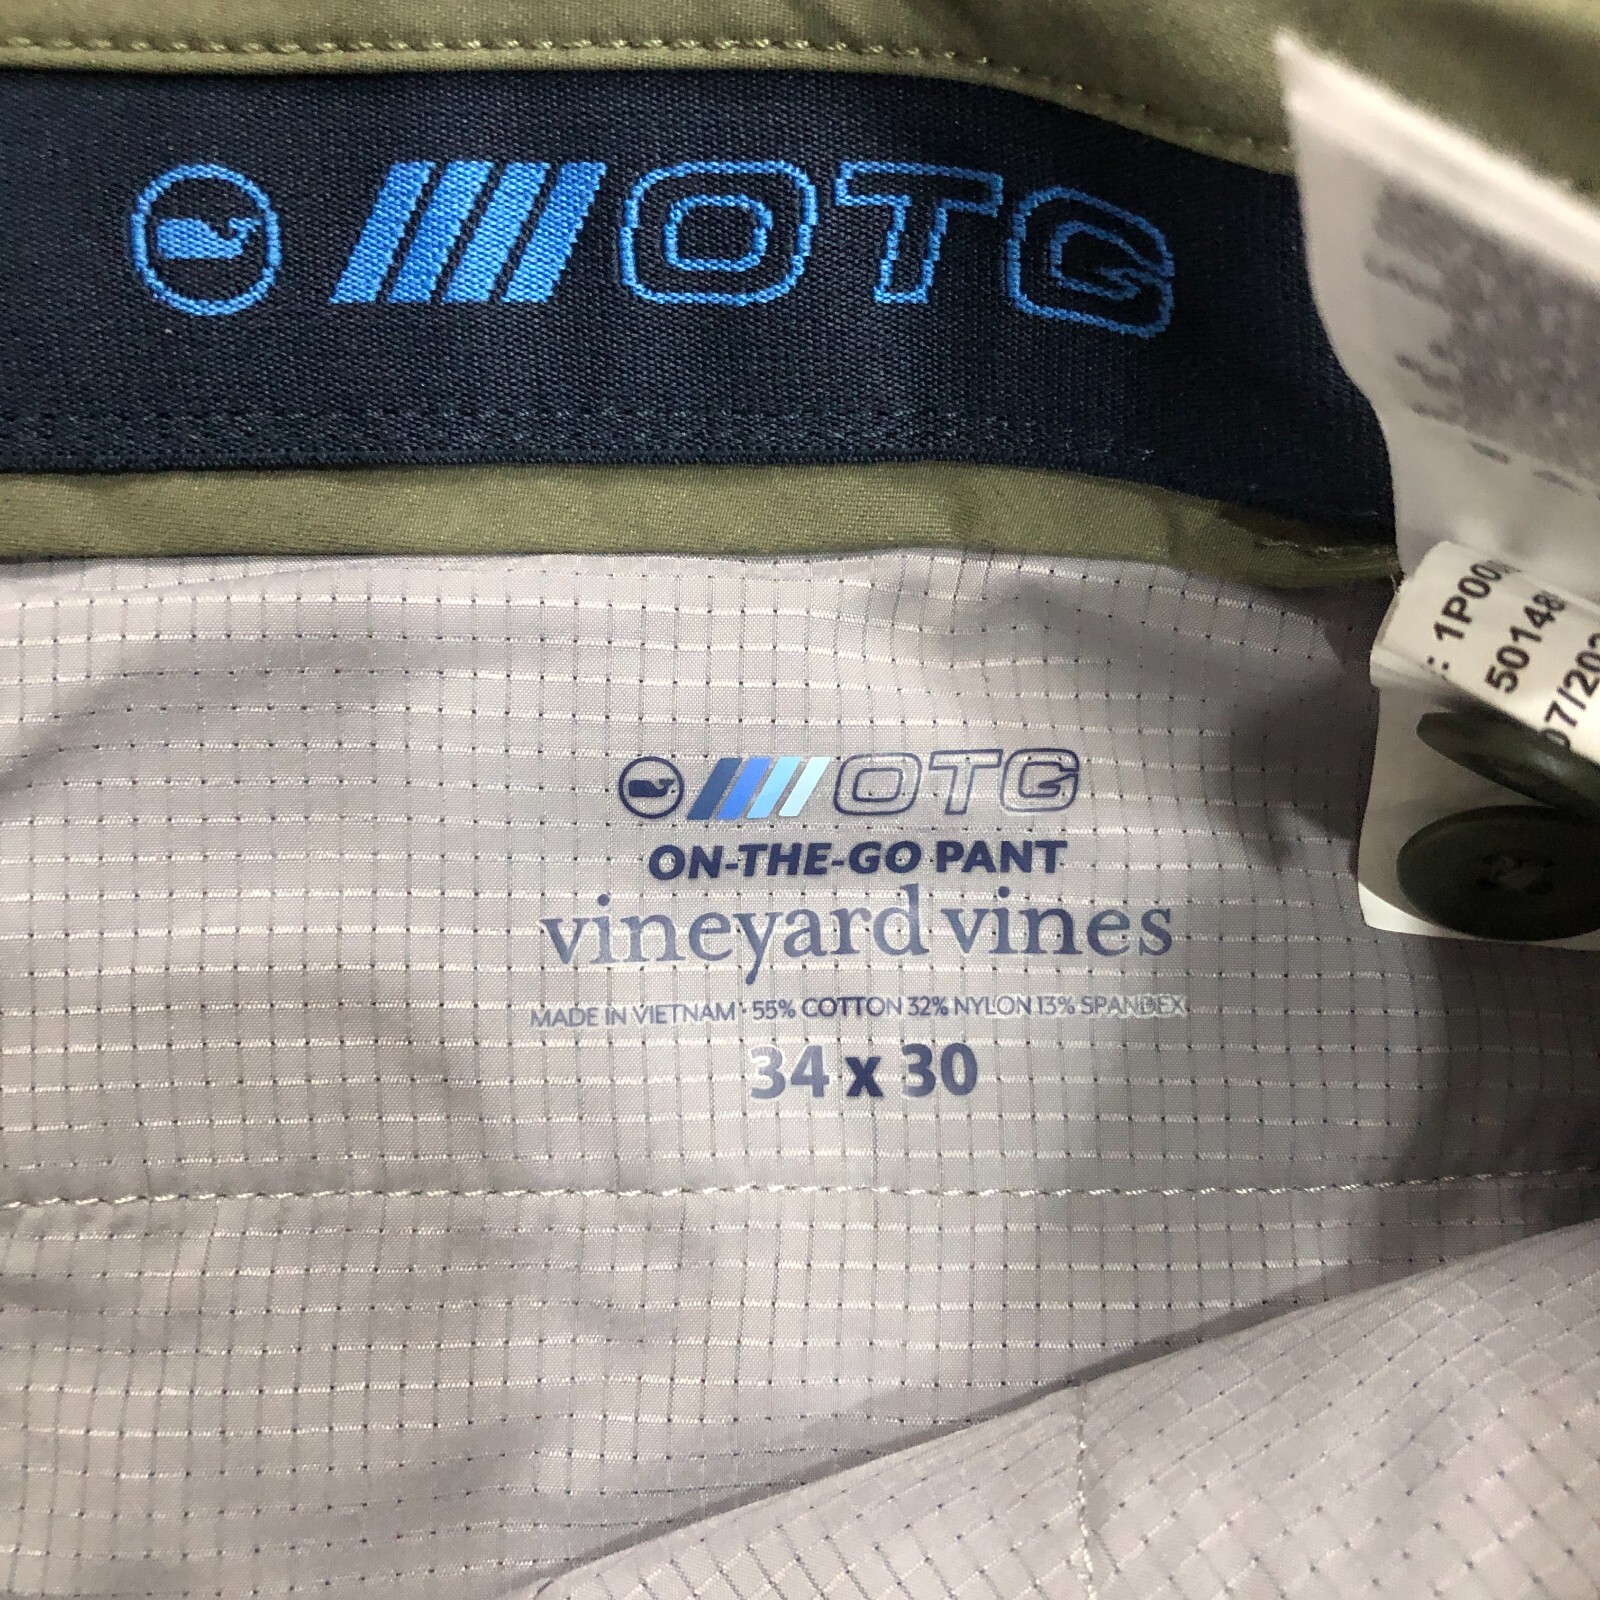 OTG
: 1P00
50148
07/202
OTG
ON-THE-GO PANT
vineyard vines
MADE IN VIETNAM • 55% COTTON 32% NYLON 13% SPANDEX
34 x 30